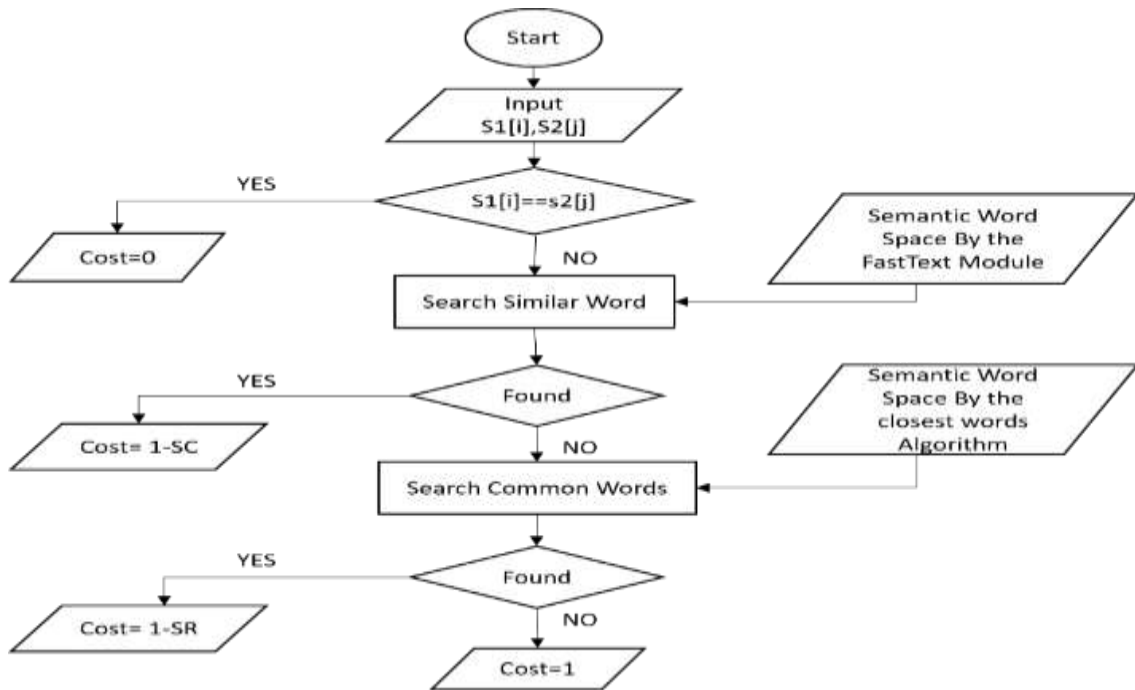 Start
Input
S1[i],S2[j]
YES
S1[i]==s2[j]
Cost=0
NO
Semantic Word
Space By the
FastText Module
Search Similar Word
YES
Found
Semantic Word
Space By the
closest words
Algorithm
Cost= 1-SC
NO
Search Common Words
YES
Found
Cost= 1-SR
NO
Cost=1